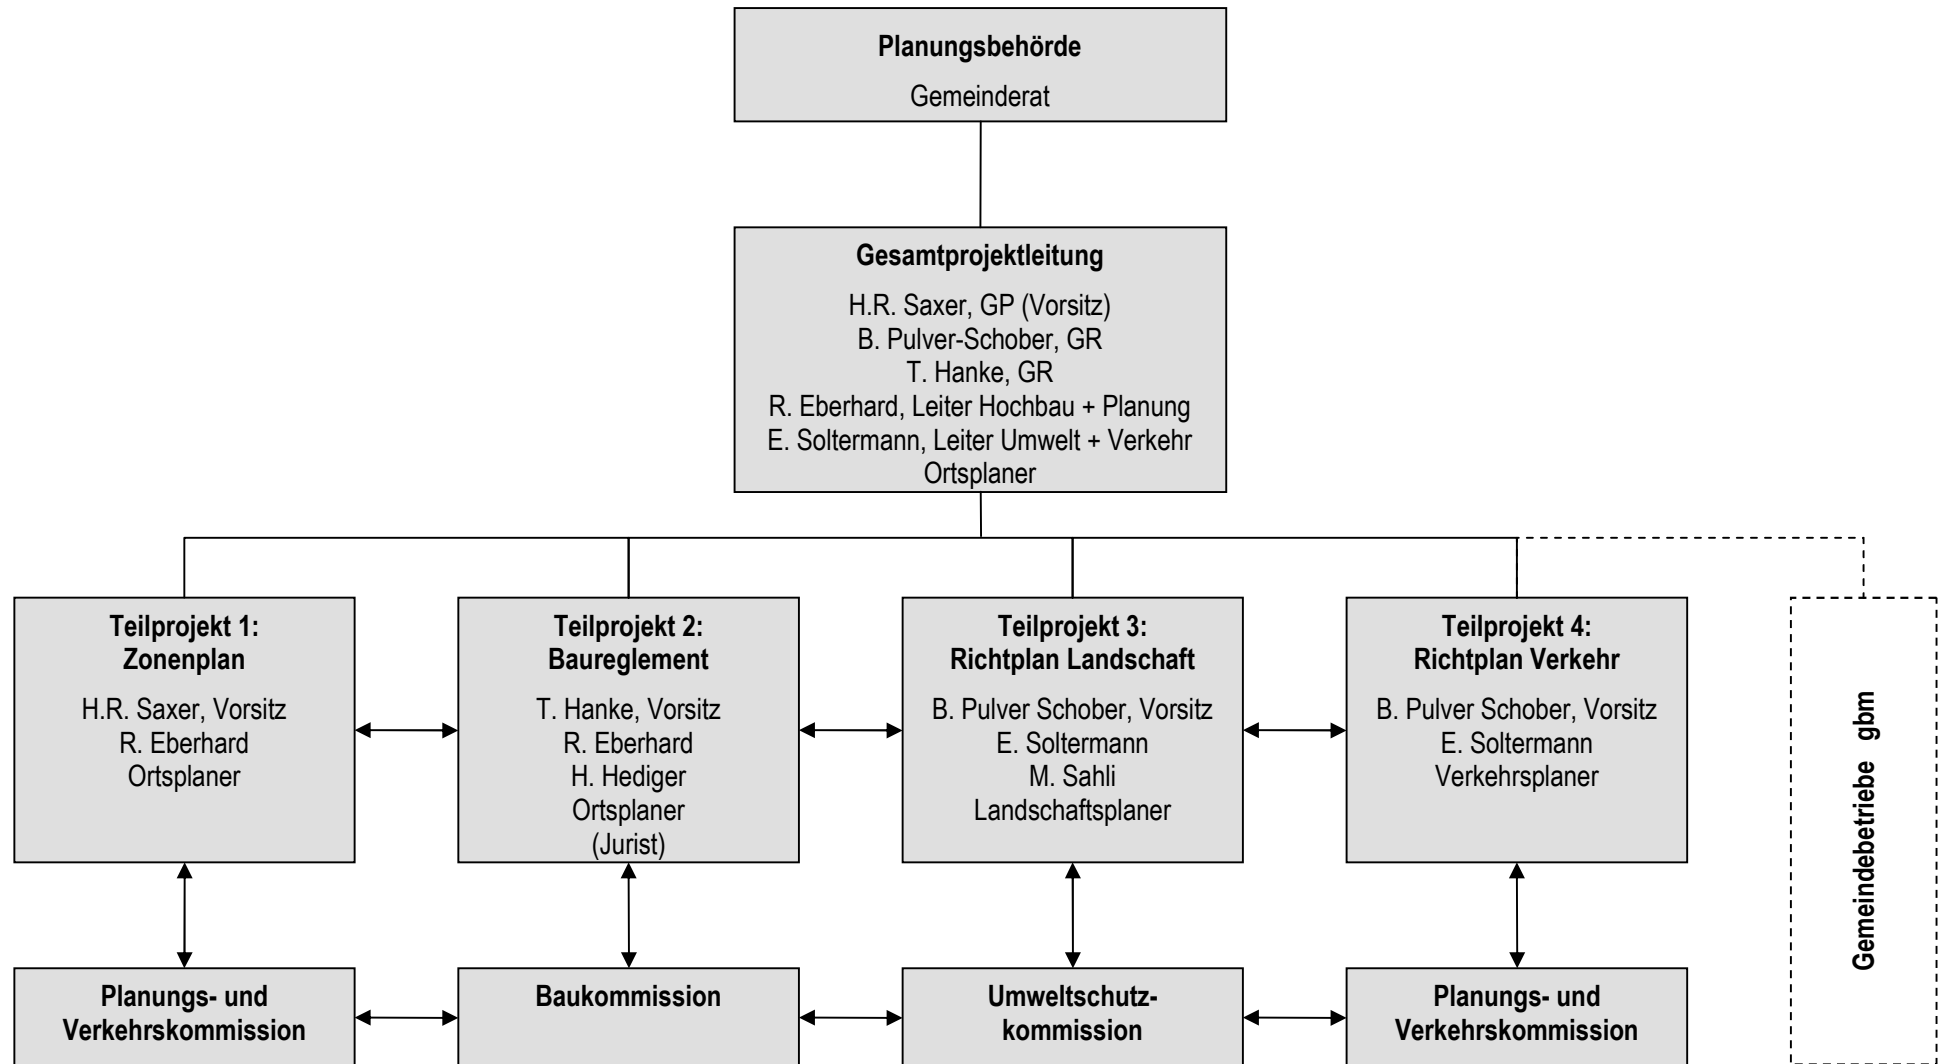 Planungsbehörde
Gemeinderat
Gesamtprojektleitung
H.R. Saxer, GP (Vorsitz)
B. Pulver-Schober, GR
T. Hanke, GR
R. Eberhard, Leiter Hochbau + Planung
E. Soltermann, Leiter Umwelt + Verkehr
Ortsplaner
Teilprojekt 1:
Zonenplan
H.R. Saxer, Vorsitz
R. Eberhard
Ortsplaner
Teilprojekt 2:
Baureglement
T. Hanke, Vorsitz
R. Eberhard
H. Hediger
Ortsplaner
(Jurist)
Teilprojekt 3:
Richtplan Landschaft
B. Pulver Schober, Vorsitz
E. Soltermann
M. Sahli
Landschaftsplaner
Teilprojekt 4:
Richtplan Verkehr
B. Pulver Schober, Vorsitz
E. Soltermann
Verkehrsplaner
Gemeindebetriebe gbm
Planungs- und
Verkehrskommission
Baukommission
Umweltschutz-
kommission
Planungs- und
Verkehrskommission